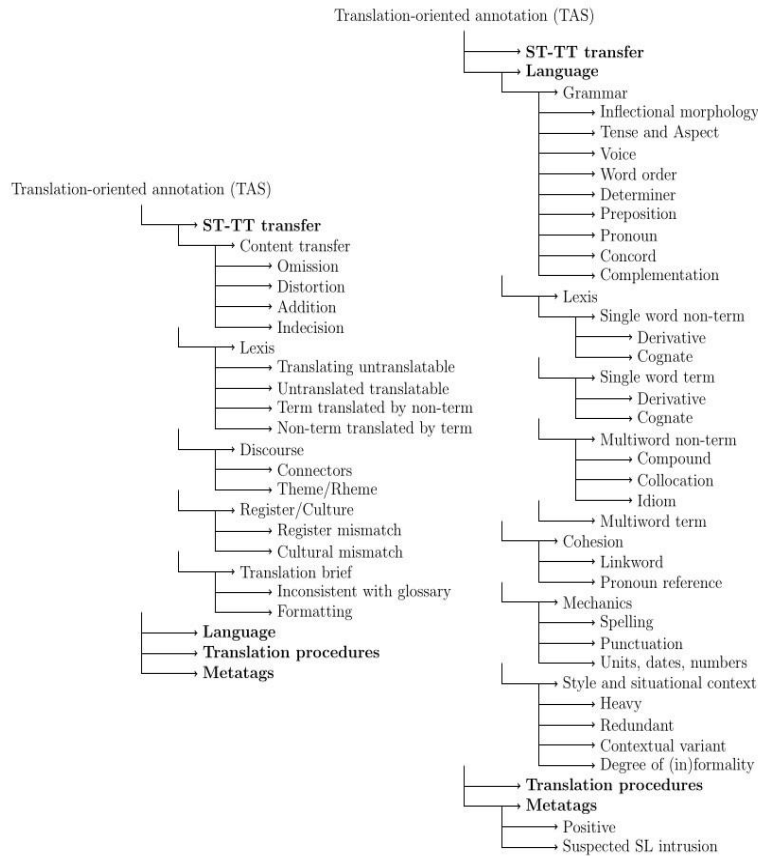 Translation-oriented annotation (TAS)
ST-TT transfer
Content transfer
Omission
Distortion
Addition
Indecision
Lexis
Translating untranslatable
Untranslated translatable
Term translated by non-term
Non-term translated by term
Discourse
Connectors
Theme/Rheme
Register/Culture
Register mismatch
Cultural mismatch
Translation brief
Inconsistent with glossary
Formatting
Language
Translation procedures
Metatags
Translation-oriented annotation (TAS)
ST-TT transfer
Language
Grammar
Inflectional morphology
Tense and Aspect
Voice
Word order
Determiner
Preposition
Pronoun
Concord
Complementation
Lexis
Single word non-term
Derivative
Cognate
Single word term
Derivative
Cognate
Multiword non-term
Compound
Collocation
Idiom
Multiword term
Cohesion
Linkword
Pronoun reference
Mechanics
Spelling
Punctuation
Units, dates, numbers
Style and situational context
Heavy
Redundant
Contextual variant
Degree of (in)formality
Translation procedures
Metatags
Positive
Suspected SL intrusion